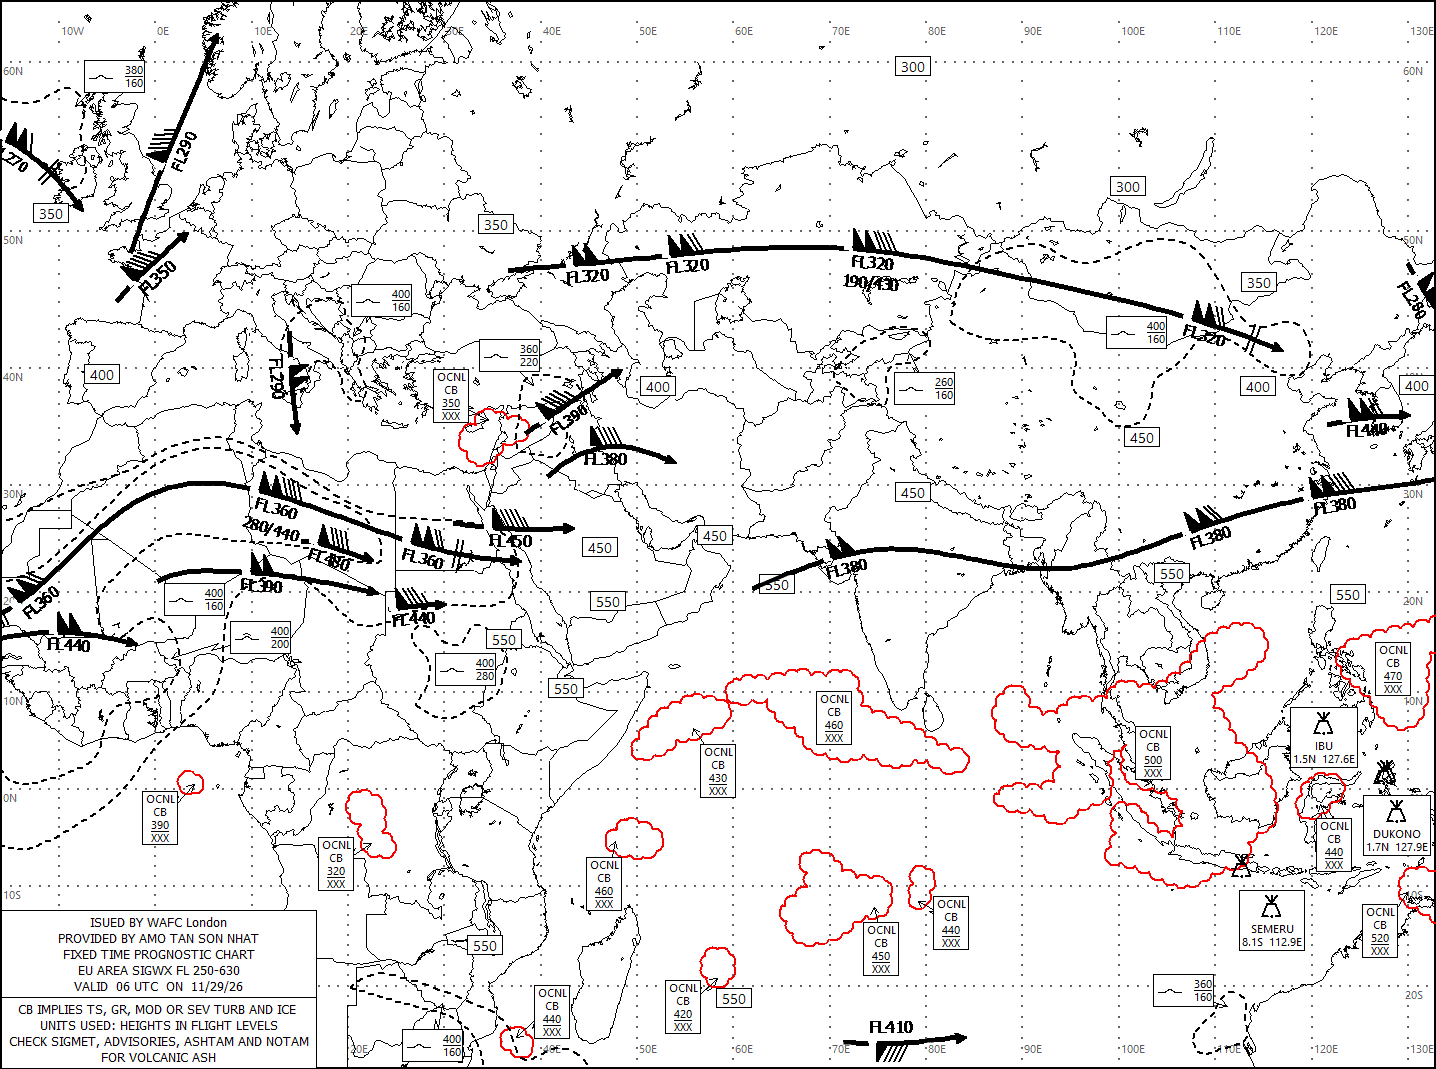 10W 0E 10E 20E 30E 40E 50E 60E 70E 80E 90E 100E 110E 120E 130E
60N
380
160
300
60N
FL290
300
350
350
50N
50N
FL320
FL320
FL320
190/430
350
FL350
FL280
400
160
400
160
FL320
360
220
FL290
40N
400
OCNL
CB
350
XXX
400
260
160
400
400
40N
FL390
FL440
450
FL380
30N
450
30N
FL360
280/440
FL380
FL450
FL480
FL360
450
450
FL380
FL380
FL390
550
550
FL360
400
160
550
550
20N
FL440
FL440
400
200
550
400
280
550
OCNL
CB
470
XXX
10N
10N
OCNL
CB
460
XXX
OCNL
CB
500
XXX
IBU
1.5N 127.6E
OCNL
CB
430
XXX
0N
OCNL
CB
390
XXX
DUKONO
1.7N 127.9E
OCNL
CB
440
XXX
OCNL
CB
320
XXX
OCNL
CB
460
XXX
10S
10S
OCNL
CB
440
XXX
SEMERU
8.1S 112.9E
OCNL
CB
520
XXX
OCNL
CB
450
XXX
550
ISUED BY WAFC London
PROVIDED BY AMO TAN SON NHAT
FIXED TIME PROGNOSTIC CHART
EU AREA SIGWX FL 250-630
VALID 06 UTC ON 11/29/26
CB IMPLIES TS, GR, MOD OR SEV TURB AND ICE
UNITS USED: HEIGHTS IN FLIGHT LEVELS
CHECK SIGMET, ADVISORIES, ASHTAM AND NOTAM
FOR VOLCANIC ASH
OCNL
CB
420
XXX
550
360
160
20S
OCNL
CB
440
XXX
FL410
400
160
20E 40E 50E 60E 70E 80E 90E 100E 110E 120E 130E